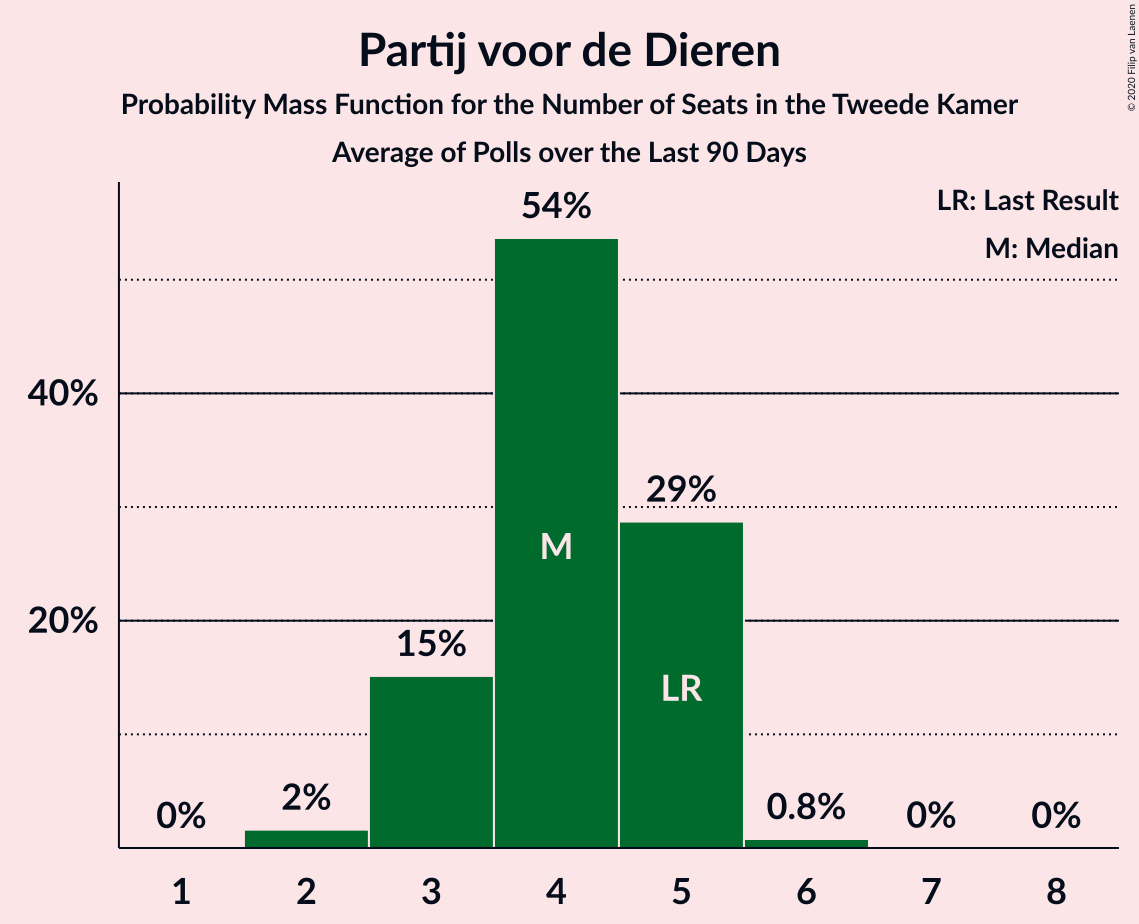 Partij voor de Dieren
Probability Mass Function for the Number of Seats in the Tweede Kamer
Average of Polls over the Last 90 Days
© 2020 Filip van Laenen
LR: Last Result
M: Median
54%
40%
29%
M
20%
15%
LR
0%
2%
0.8%
0%
0%
1 2 3 4 5 6 7 8